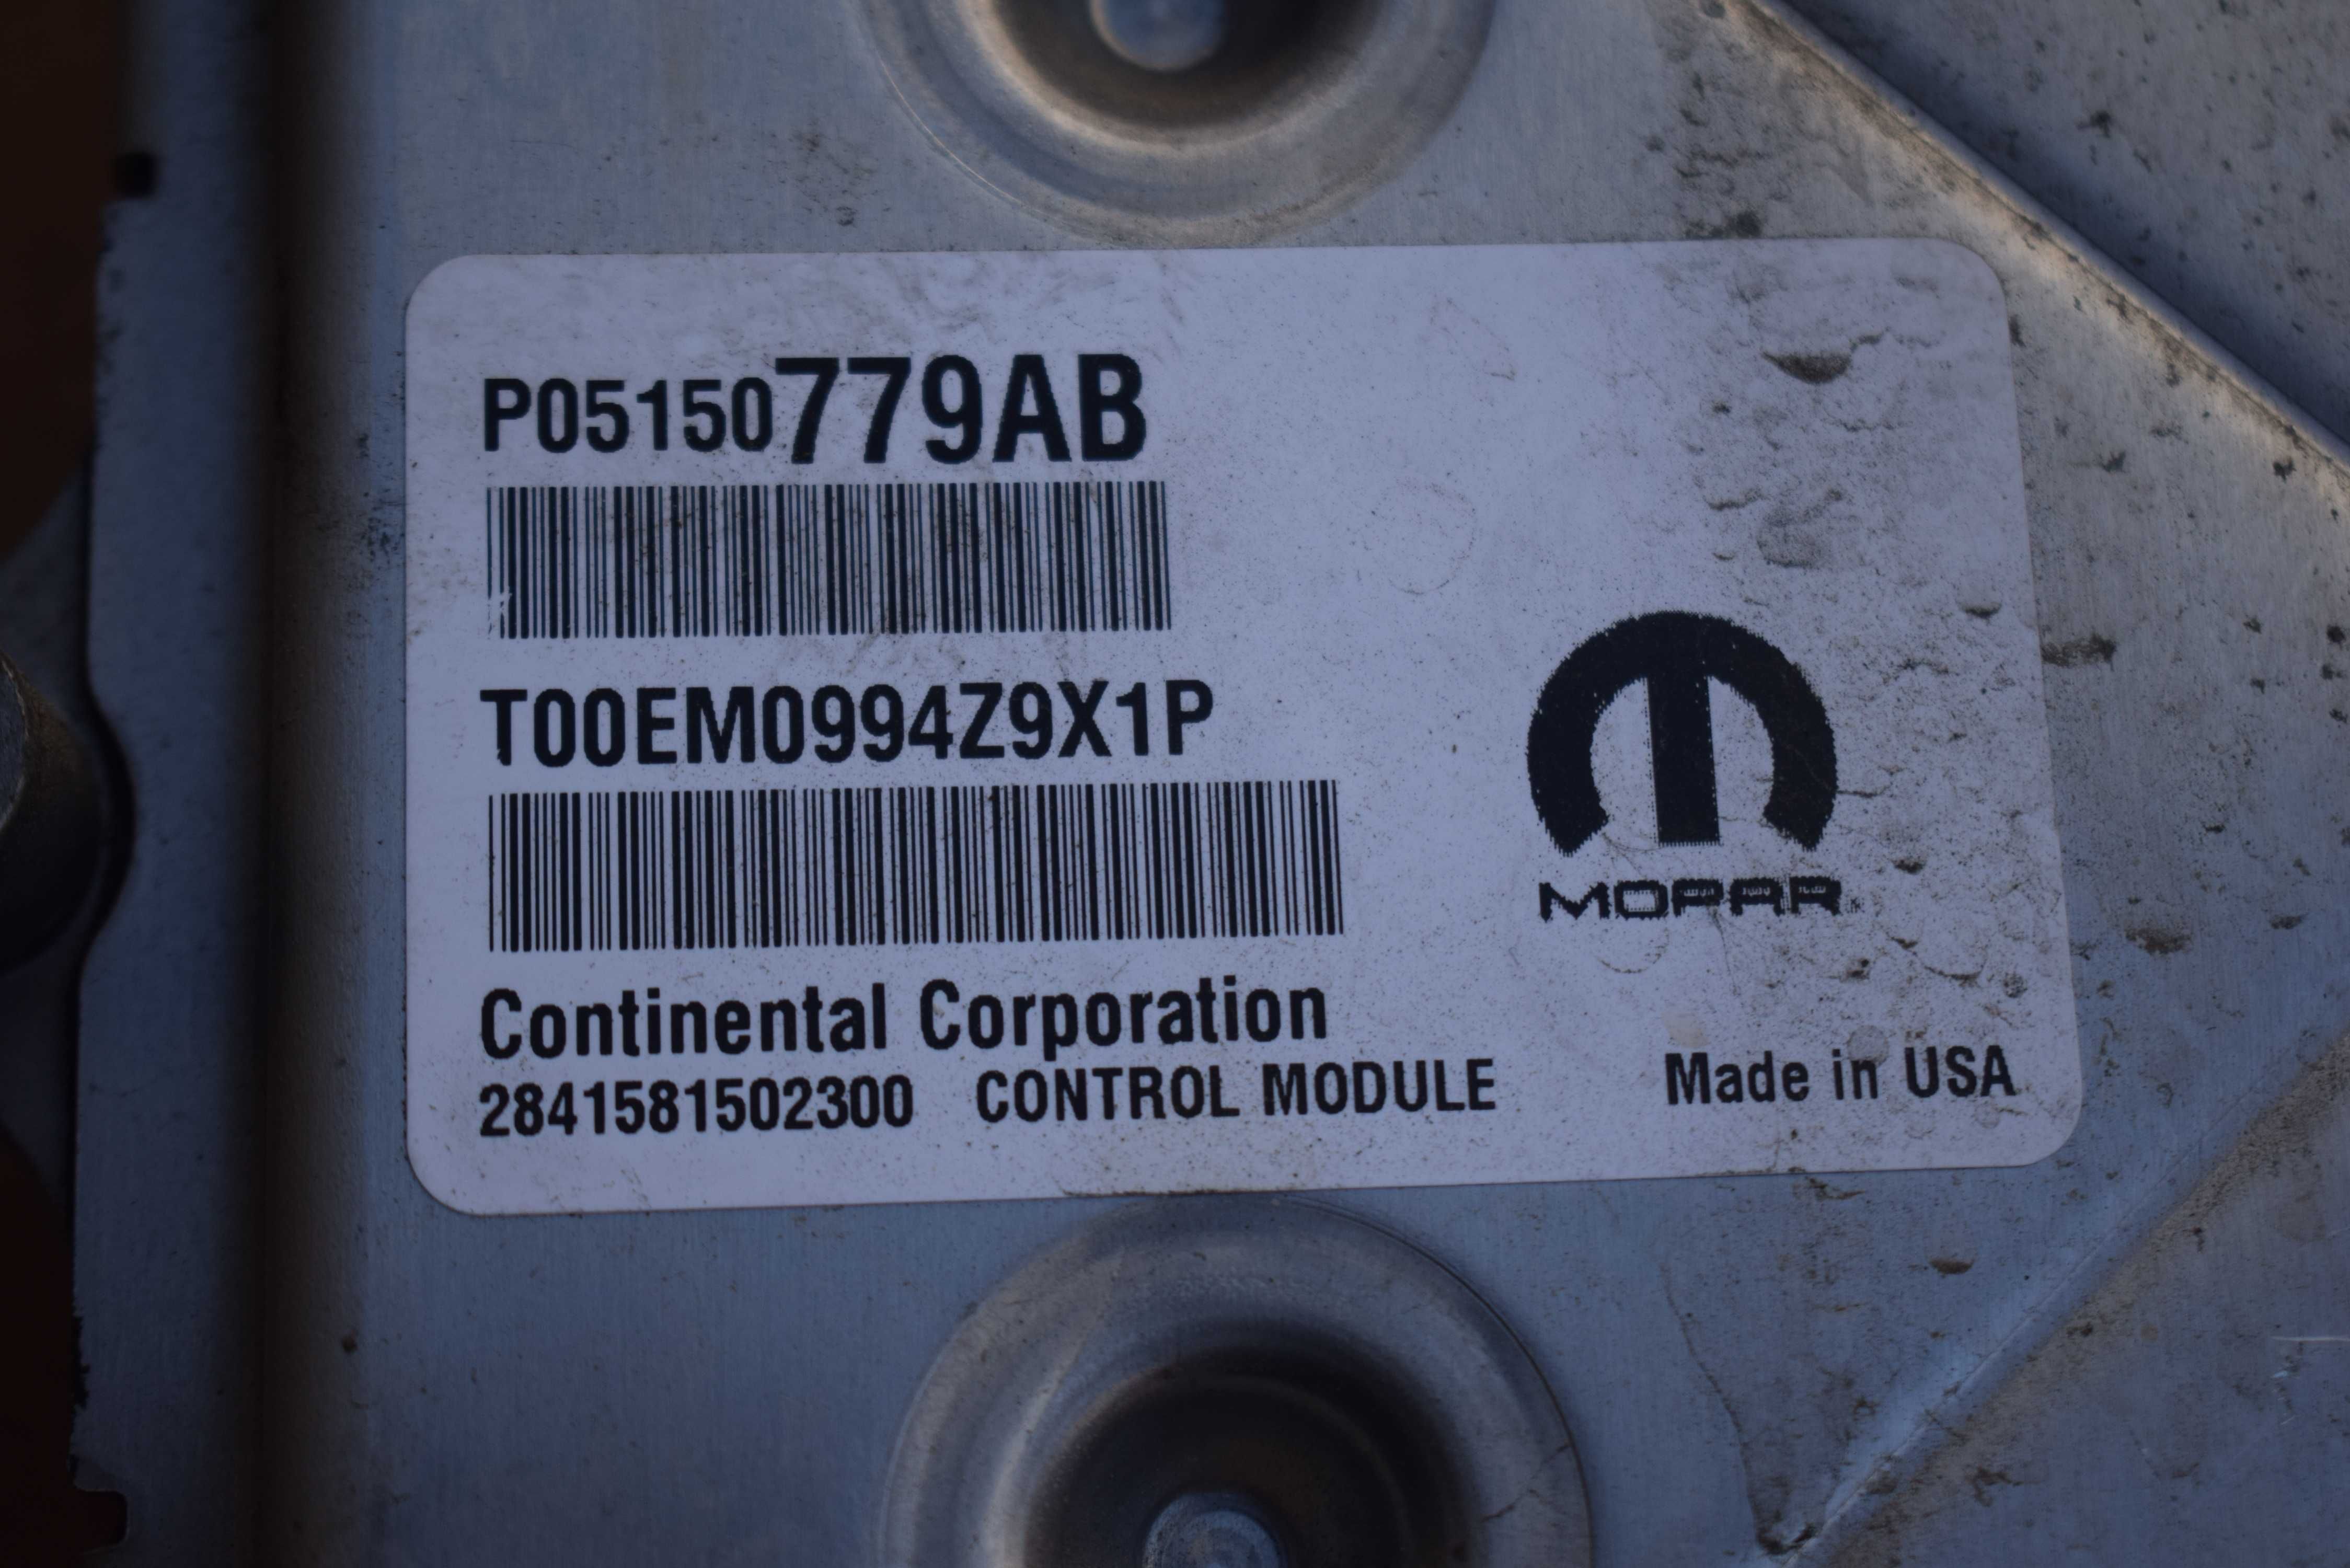 P05150779AB
T00EM0994Z9X1P
MOPAR
Continental Corporation
2841581502300 CONTROL MODULE Made in USA